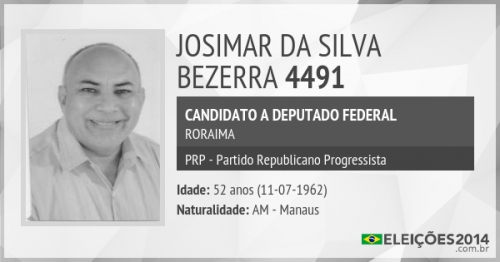 JOSIMAR DA SILVA
BEZERRA 4491
CANDIDATO A DEPUTADO FEDERAL
RORAIMA
PRP - Partido Republicano Progressista
Idade: 52 anos (11-07-1962)
Naturalidade: AM - Manaus
ELEIÇÕES2014
.com.br